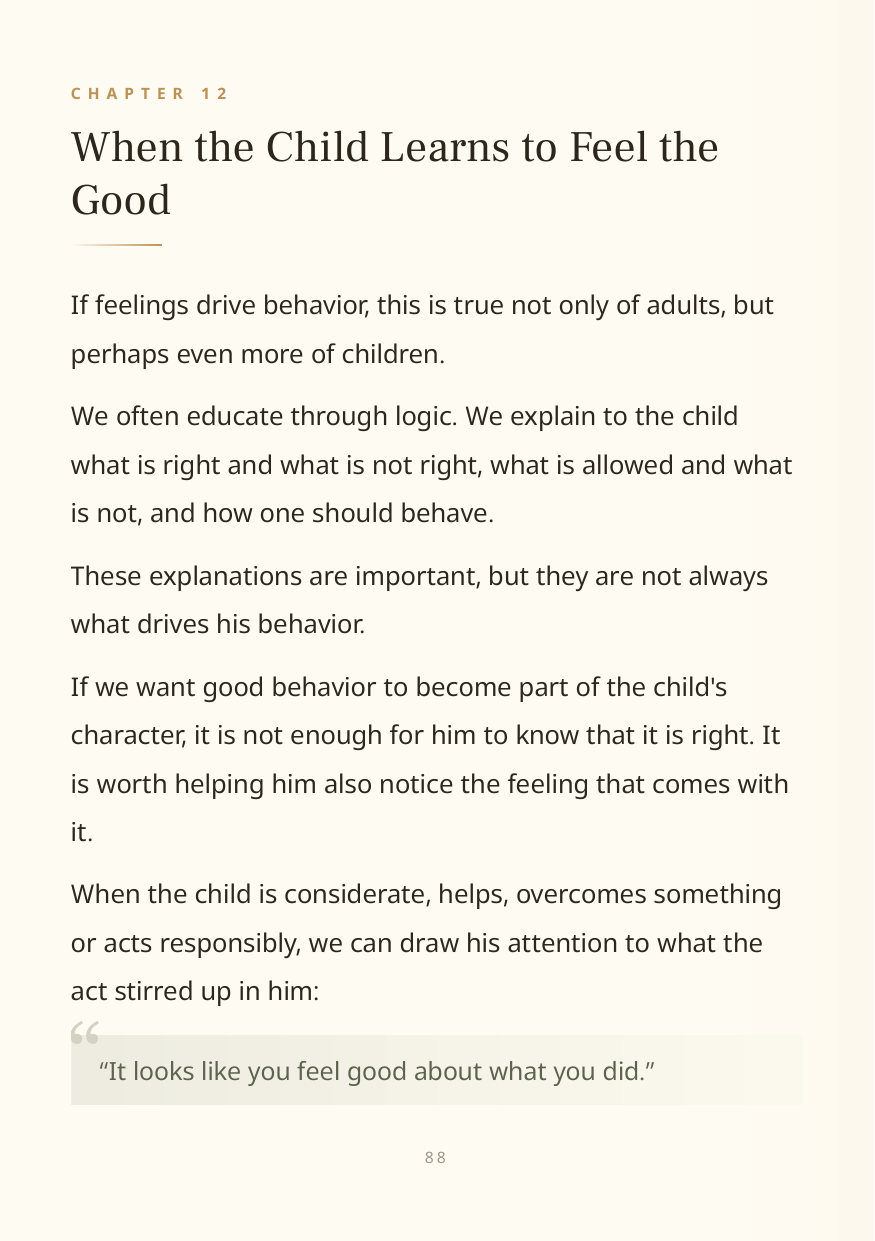 CHAPTER 12
When the Child Learns to Feel the
Good
If feelings drive behavior, this is true not only of adults, but
perhaps even more of children.
We often educate through logic. We explain to the child
what is right and what is not right, what is allowed and what
is not, and how one should behave.
These explanations are important, but they are not always
what drives his behavior.
If we want good behavior to become part of the child's
character, it is not enough for him to know that it is right. It
is worth helping him also notice the feeling that comes with
it.
When the child is considerate, helps, overcomes something
or acts responsibly, we can draw his attention to what the
act stirred up in him:
“
“It looks like you feel good about what you did.”
88